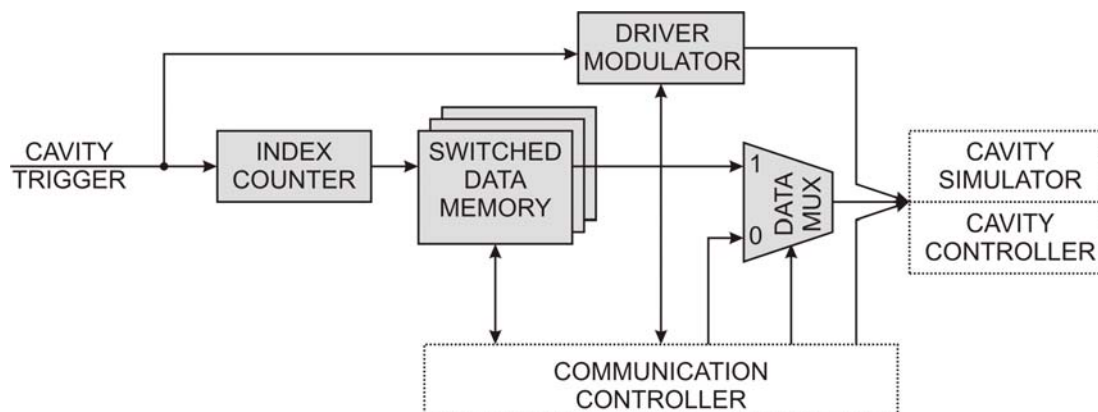 DRIVER
MODULATOR
CAVITY
TRIGGER
INDEX
COUNTER
SWITCHED
DATA
MEMORY
1
0
DATA
MUX
CAVITY
SIMULATOR
CAVITY
CONTROLLER
COMMUNICATION
CONTROLLER